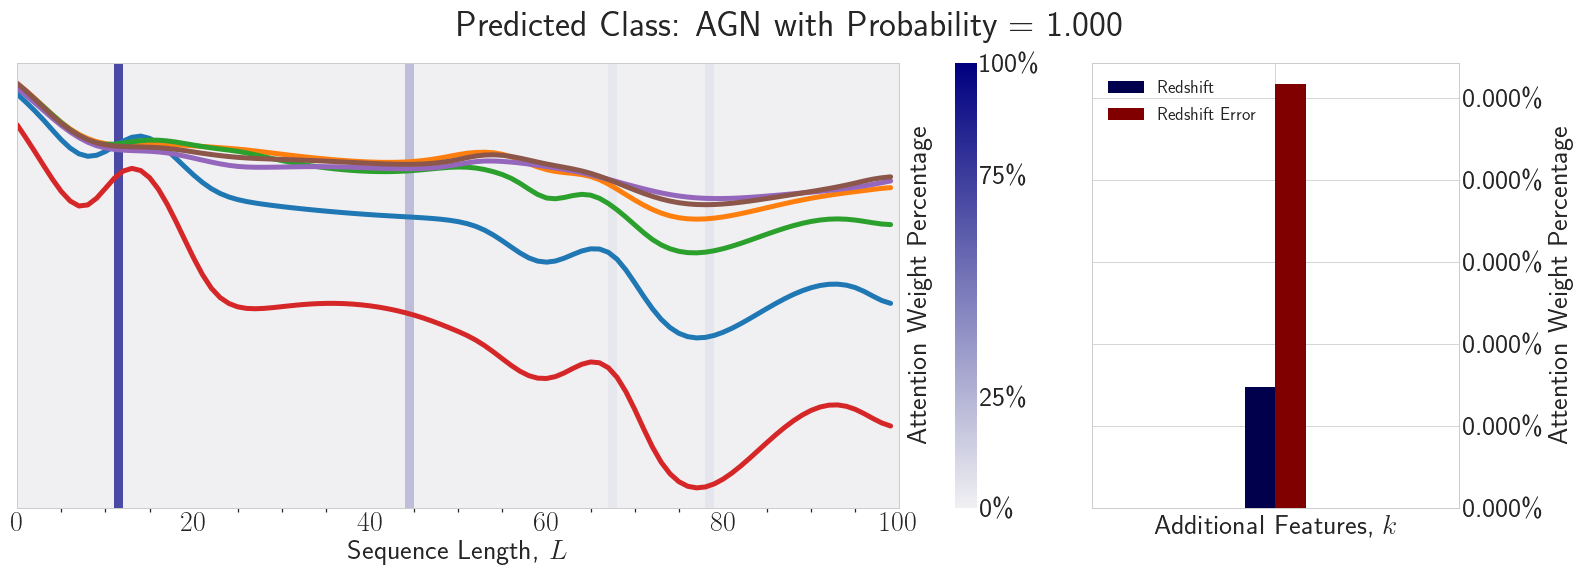 Predicted Class: AGN with Probability = 1.000
0 20 40 60 80 100
Sequence Length, L
100%
75%
25%
0%
Attention Weight Percentage
Redshift
Redshift Error
0.000%
0.000%
0.000%
0.000%
0.000%
0.000%
Attention Weight Percentage
Additional Features, k